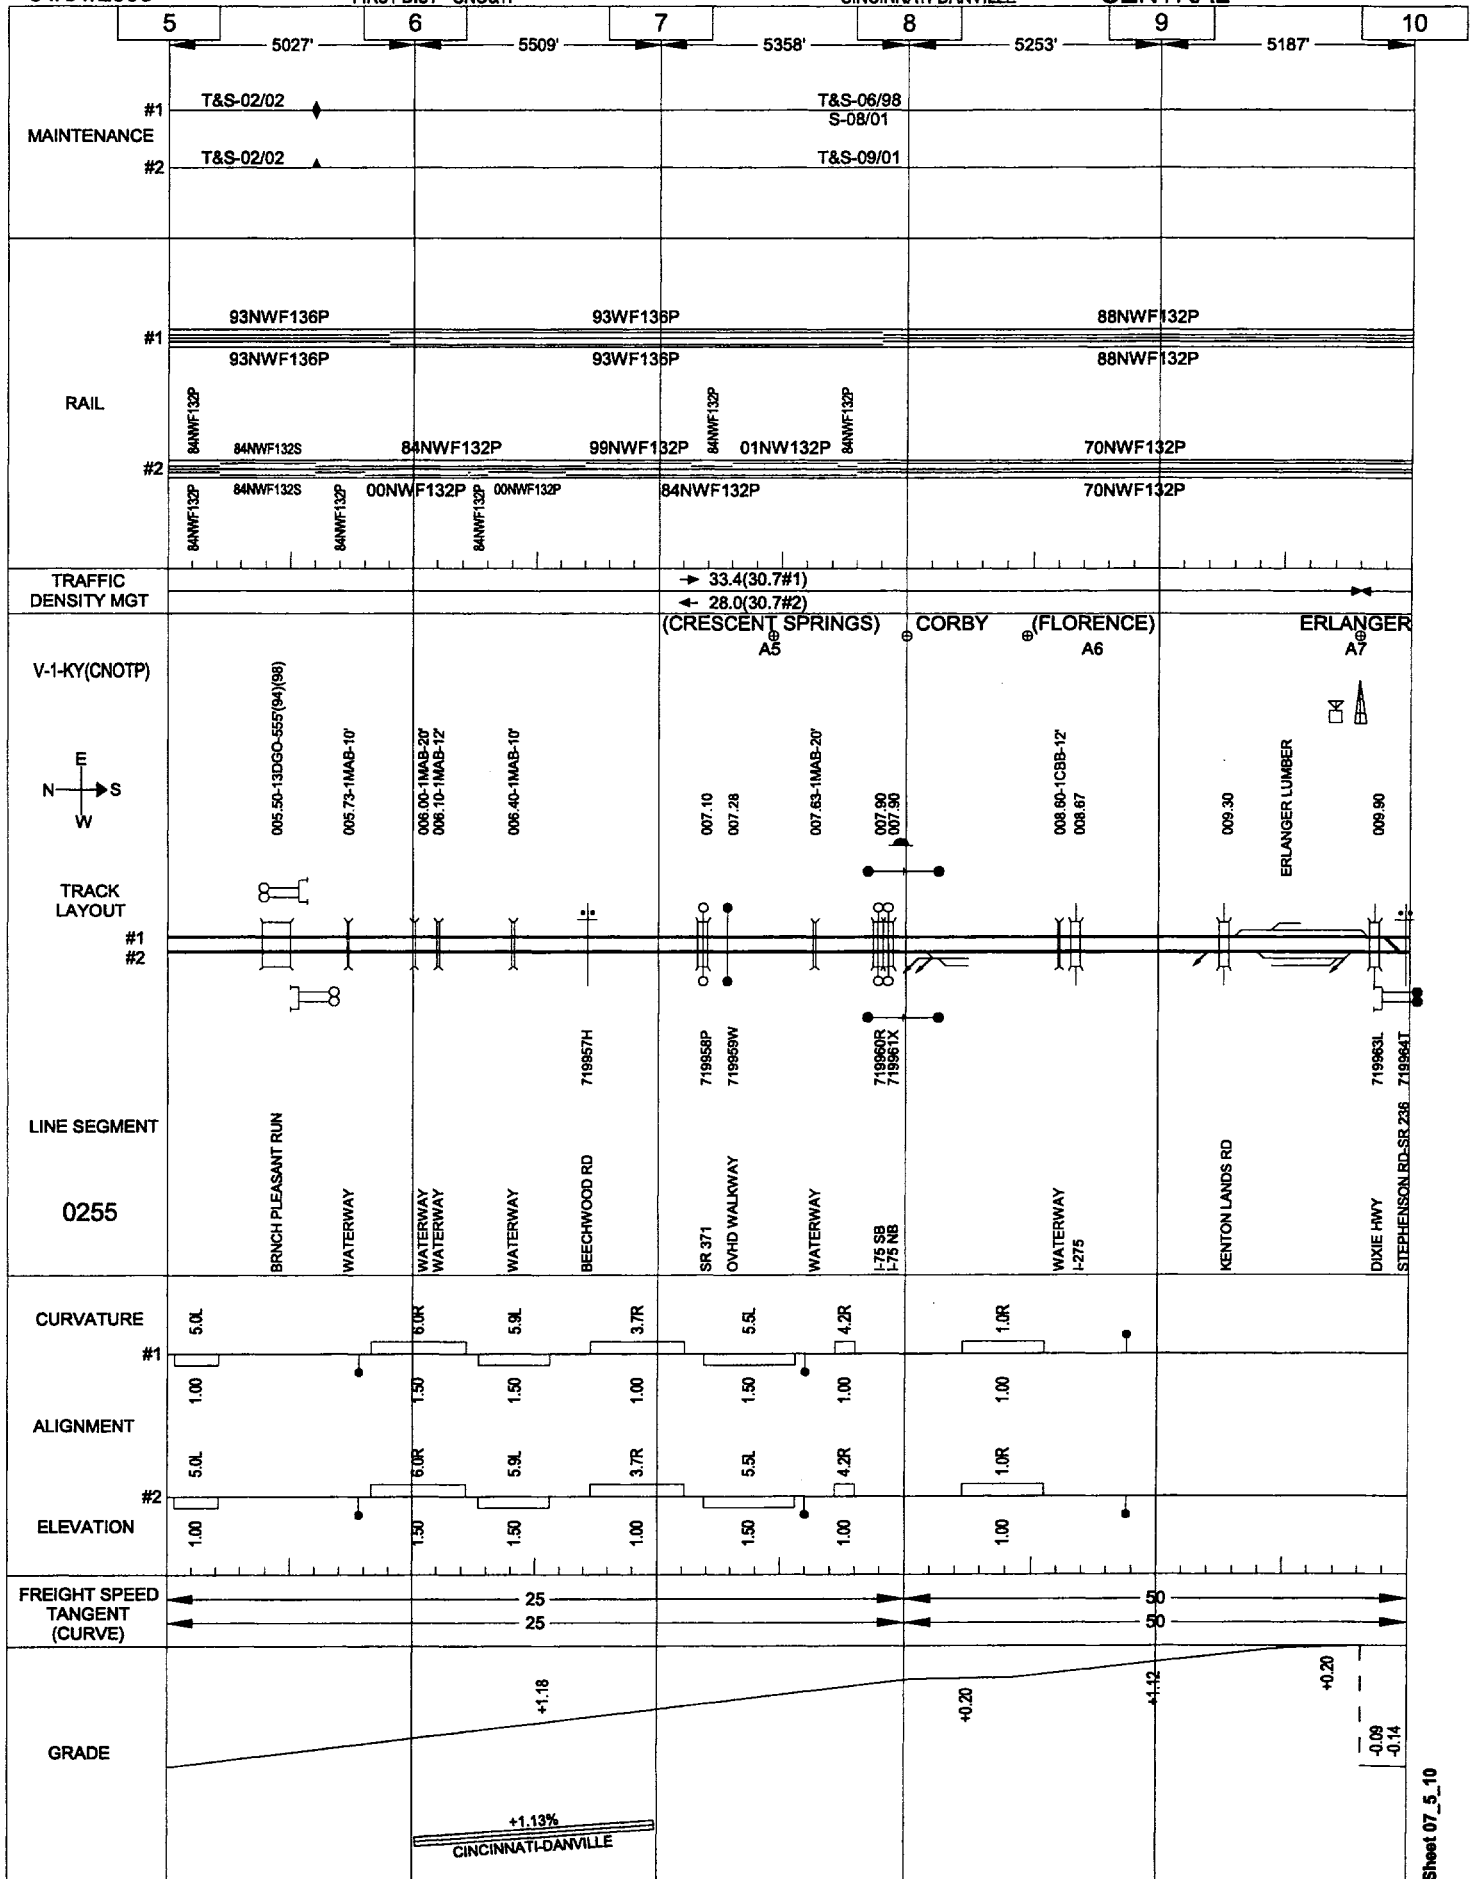 FIRST DIST - CNO&TP
CINCINNATI-DANVILLE
CENTRAL
5 6 7 8 9 10
5027' 5509' 5358' 5253' 5187'
MAINTENANCE
#1 T&S-02/02 T&S-06/98
S-08/01
#2 T&S-02/02 T&S-09/01
RAIL
93NWF136P 93WF136P 88NWF132P
#1
93NWF136P 93WF136P 88NWF132P
84NWF132P 84NWF132S 84NWF132P 99NWF132P 84NWF132P 01NW132P 84NWF132P 70NWF132P
#2
84NWF132P 84NWF132S 84NWF132P 00NWF132P 84NWF132P 00NWF132P 84NWF132P 70NWF132P
TRAFFIC
DENSITY MGT
33.4(30.7#1)
28.0(30.7#2)
(CRESCENT SPRINGS) CORBY (FLORENCE) ERLANGER
A5 A6 A7
V-1-KY(CNOTP)
E
N S
W
005.50-13DGO-555'(94)(98)
005.73-1MAB-10'
006.00-1MAB-20'
006.10-1MAB-12'
006.40-1MAB-10'
007.10
007.28
007.63-1MAB-20'
007.90
007.90
008.60-1CBB-12'
008.67
009.30
ERLANGER LUMBER
009.90
TRACK
LAYOUT
#1
#2
719957H
719958P
719959W
719960R
719961X
719963L
719964T
LINE SEGMENT
0255
BRNCH PLEASANT RUN
WATERWAY
WATERWAY
WATERWAY
WATERWAY
BEECHWOOD RD
SR 371
OVHD WALKWAY
WATERWAY
I-75 SB
I-75 NB
WATERWAY
I-275
KENTON LANDS RD
DIXIE HWY
STEPHENSON RD-SR 236
CURVATURE
5.0L 6.0R 5.9L 3.7R 5.5L 4.2R 1.0R
#1
1.00 1.50 1.50 1.00 1.50 1.00 1.00
ALIGNMENT
5.0L 6.0R 5.9L 3.7R 5.5L 4.2R 1.0R
#2
ELEVATION
1.00 1.50 1.50 1.00 1.50 1.00 1.00
FREIGHT SPEED
TANGENT
(CURVE)
25 50
25 50
GRADE
+1.18 +0.20 +1.12 +0.20 -0.09 -0.14
+1.13%
CINCINNATI-DANVILLE
Sheet 07_5_10